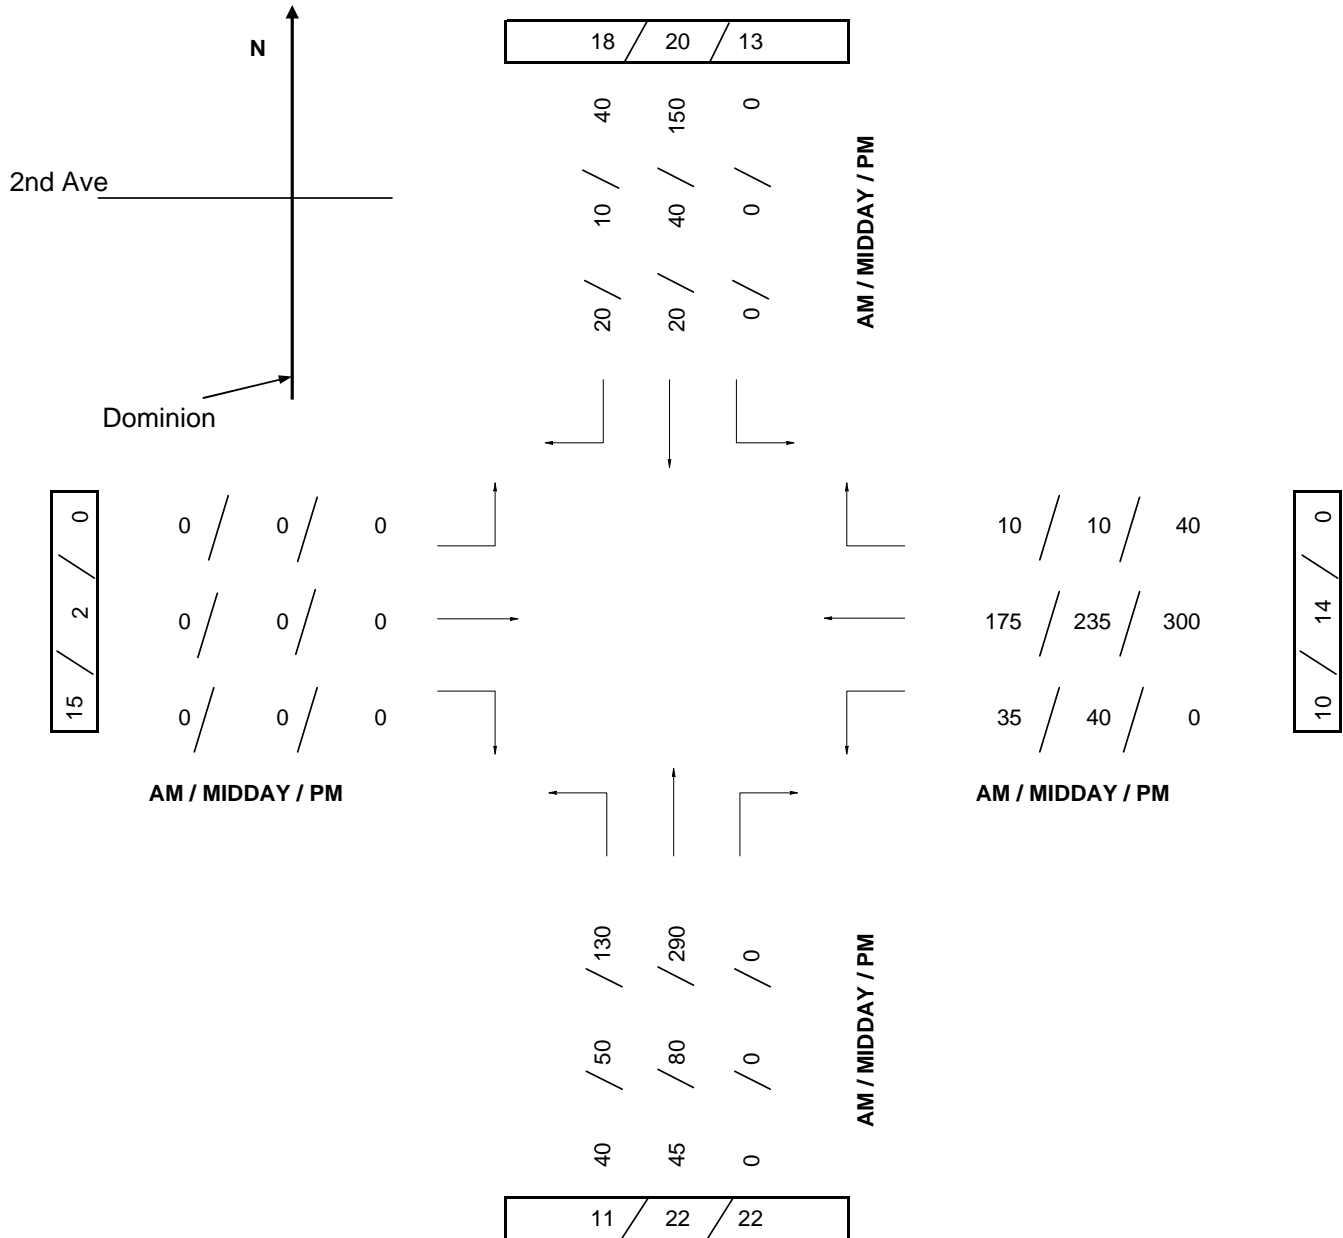 N
2nd Ave
Dominion
18 / 20 / 13
20 / 10 / 40
20 / 40 / 150
0 / 0 / 0
AM / MIDDAY / PM
15 / 2 / 0
0 / 0 / 0
0 / 0 / 0
0 / 0 / 0
AM / MIDDAY / PM
10 / 10 / 40
175 / 235 / 300
35 / 40 / 0
AM / MIDDAY / PM
10 / 14 / 0
40 / 50 / 130
45 / 80 / 290
0 / 0 / 0
AM / MIDDAY / PM
11 / 22 / 22